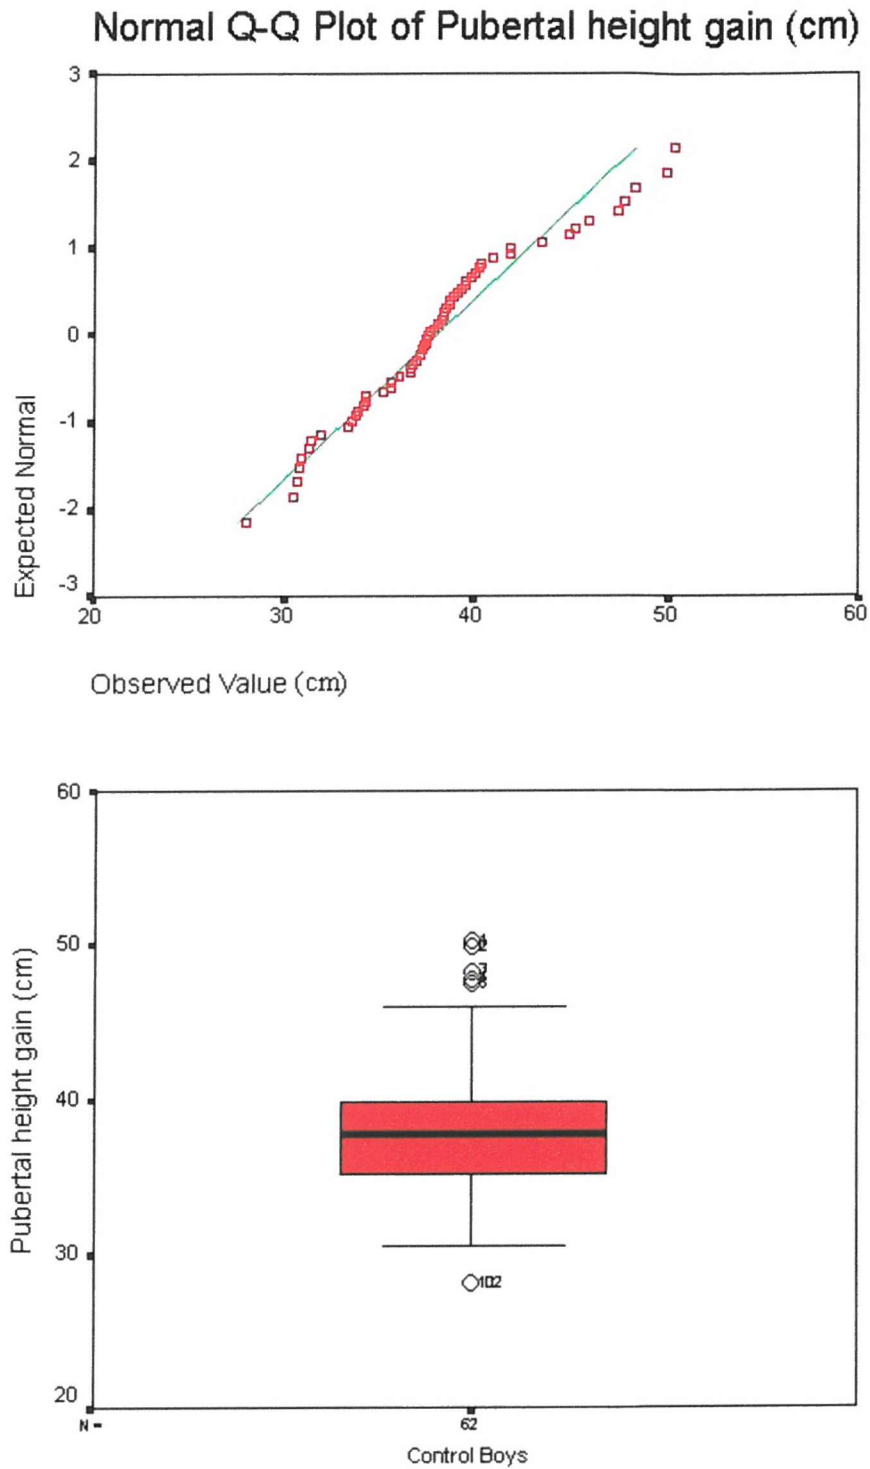 Normal Q-Q Plot of Pubertal height gain (cm)
3
2
1
0
-1
-2
-3
Expected Normal
20 30 40 50 60
Observed Value (cm)
60
50
40
30
20
Pubertal height gain (cm)
102
N = 62
Control Boys